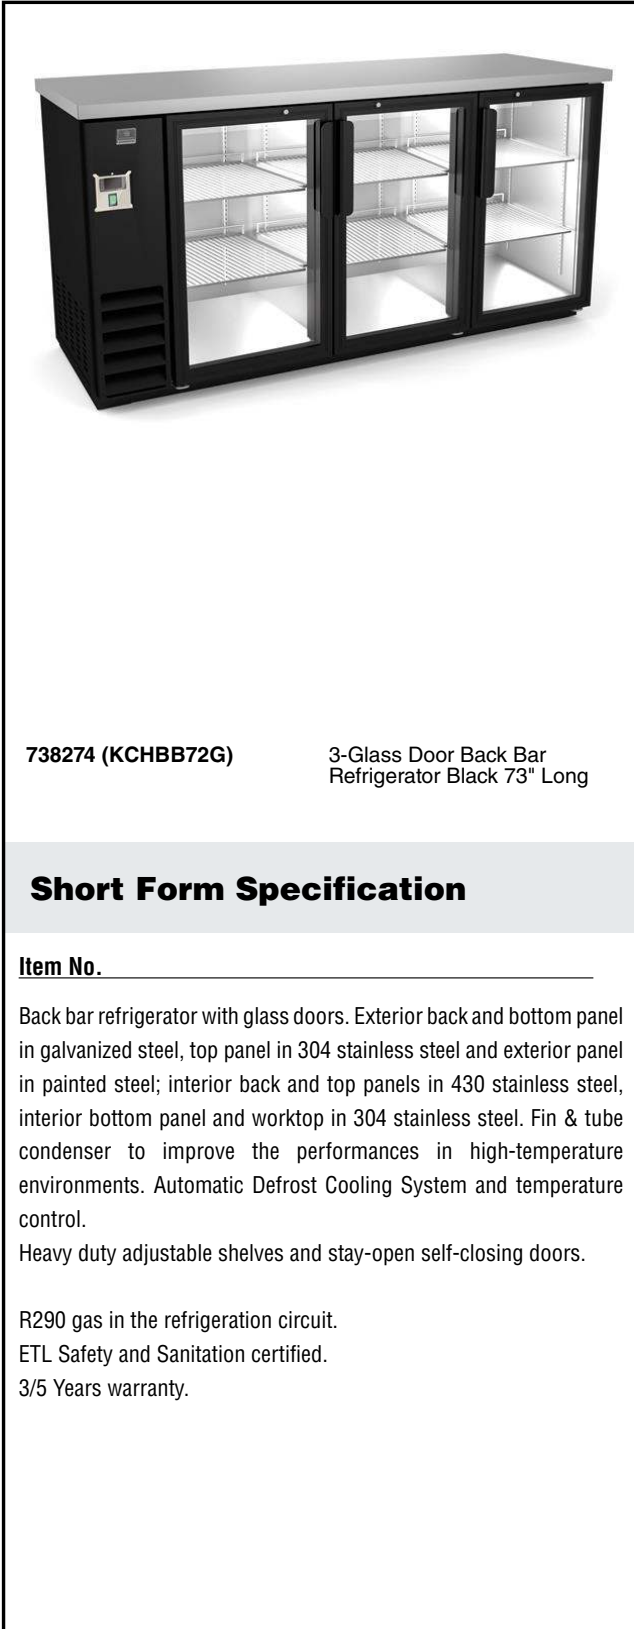 738274 (KCHBB72G)
3-Glass Door Back Bar
Refrigerator Black 73" Long
Short Form Specification
Item No.
Back bar refrigerator with glass doors. Exterior back and bottom panel
in galvanized steel, top panel in 304 stainless steel and exterior panel
in painted steel; interior back and top panels in 430 stainless steel,
interior bottom panel and worktop in 304 stainless steel. Fin & tube
condenser to improve the performances in high-temperature
environments. Automatic Defrost Cooling System and temperature
control.
Heavy duty adjustable shelves and stay-open self-closing doors.
R290 gas in the refrigeration circuit.
ETL Safety and Sanitation certified.
3/5 Years warranty.